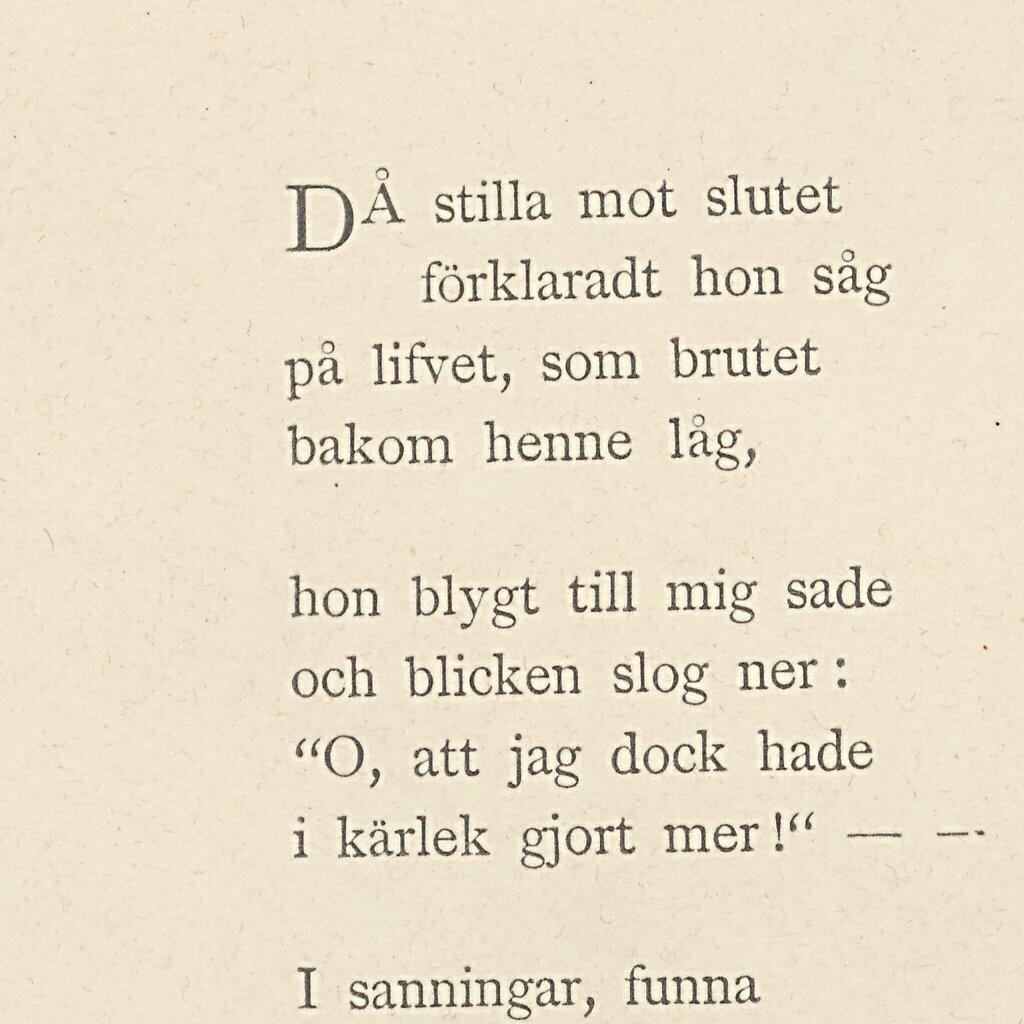 DÅ stilla mot slutet
förklaradt hon såg
på lifvet, som brutet
bakom henne låg,

hon blygt till mig sade
och blicken slog ner :
“O, att jag dock hade
i kärlek gjort mer !“ — —

I sanningar, funna